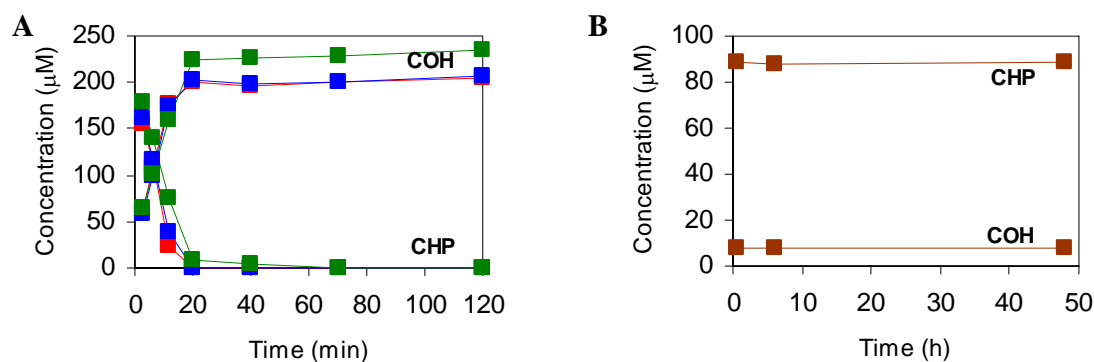 A
Concentration (μM)
250
200
150
100
50
0
COH
CHP
0 20 40 60 80 100 120
Time (min)
B
Concentration (μM)
100
80
60
40
20
0
CHP
COH
0 10 20 30 40 50
Time (h)